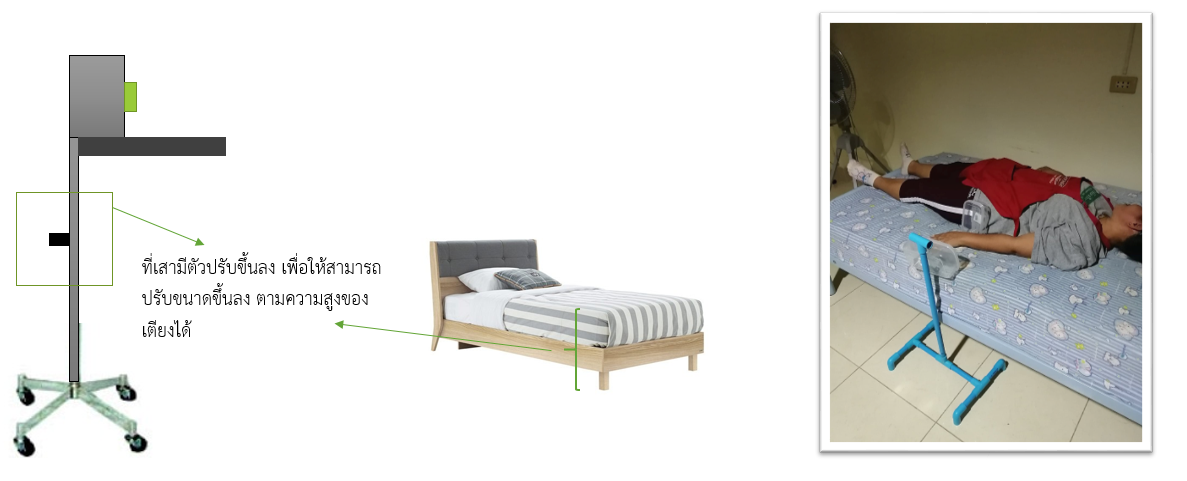 ที่เสามีตัวปรับขึ้นลง เพื่อให้สามารถ
ปรับขนาดขึ้นลง ตามความสูงของ
เตียงได้